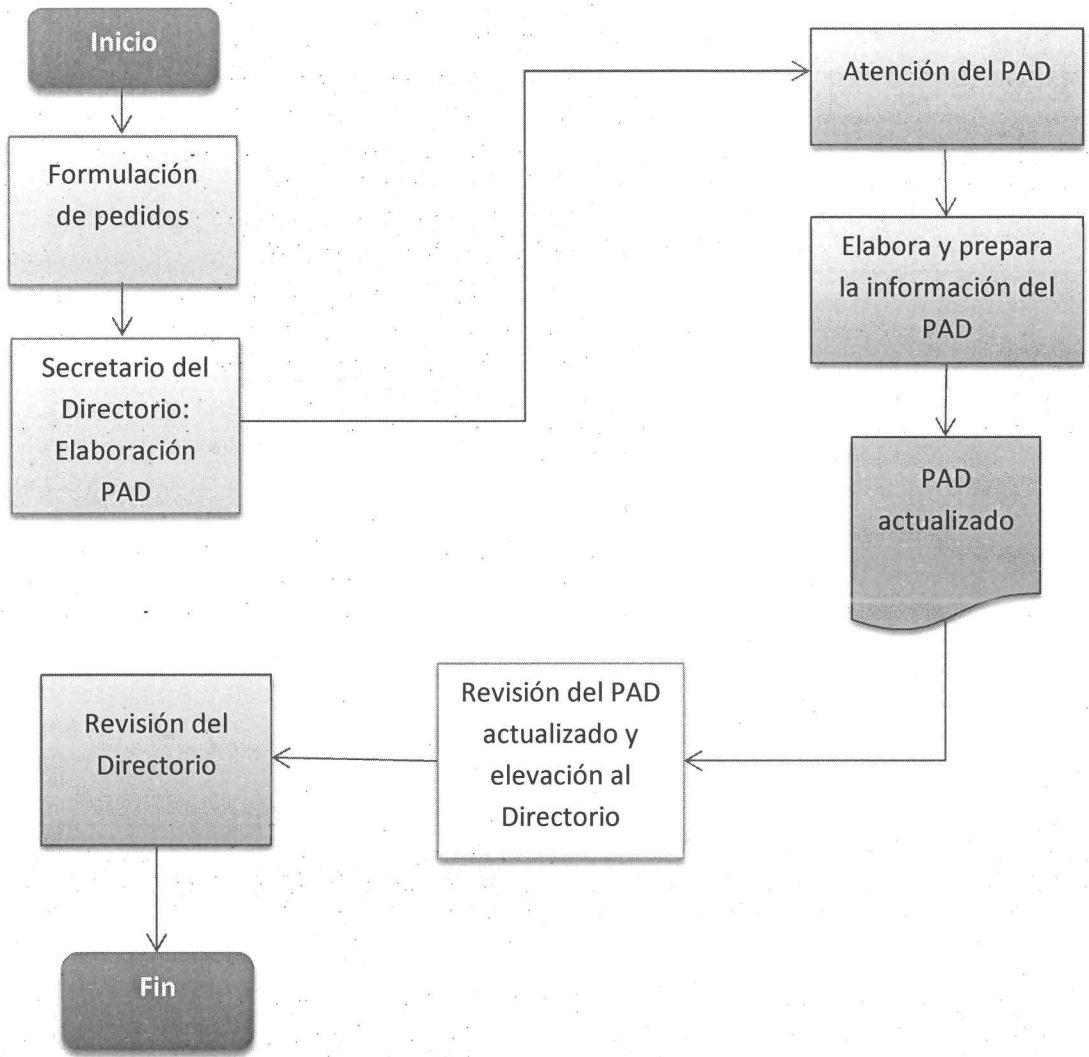 Inicio
Formulación
de pedidos
Secretario del
Directorio:
Elaboración
PAD
Atención del PAD
Elabora y prepara
la información del
PAD
PAD
actualizado
Revisión del PAD
actualizado y
elevación al
Directorio
Revisión del
Directorio
Fin